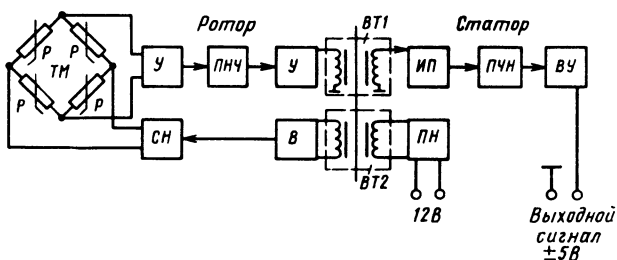 Ротор
ВТ1
Статор
Р
Р
ТМ
Р
Р
У
ПНЧ
У
ИП
ПЧН
ВУ
СН
В
ПН
ВТ2
12В
Выходной
сигнал
±5В